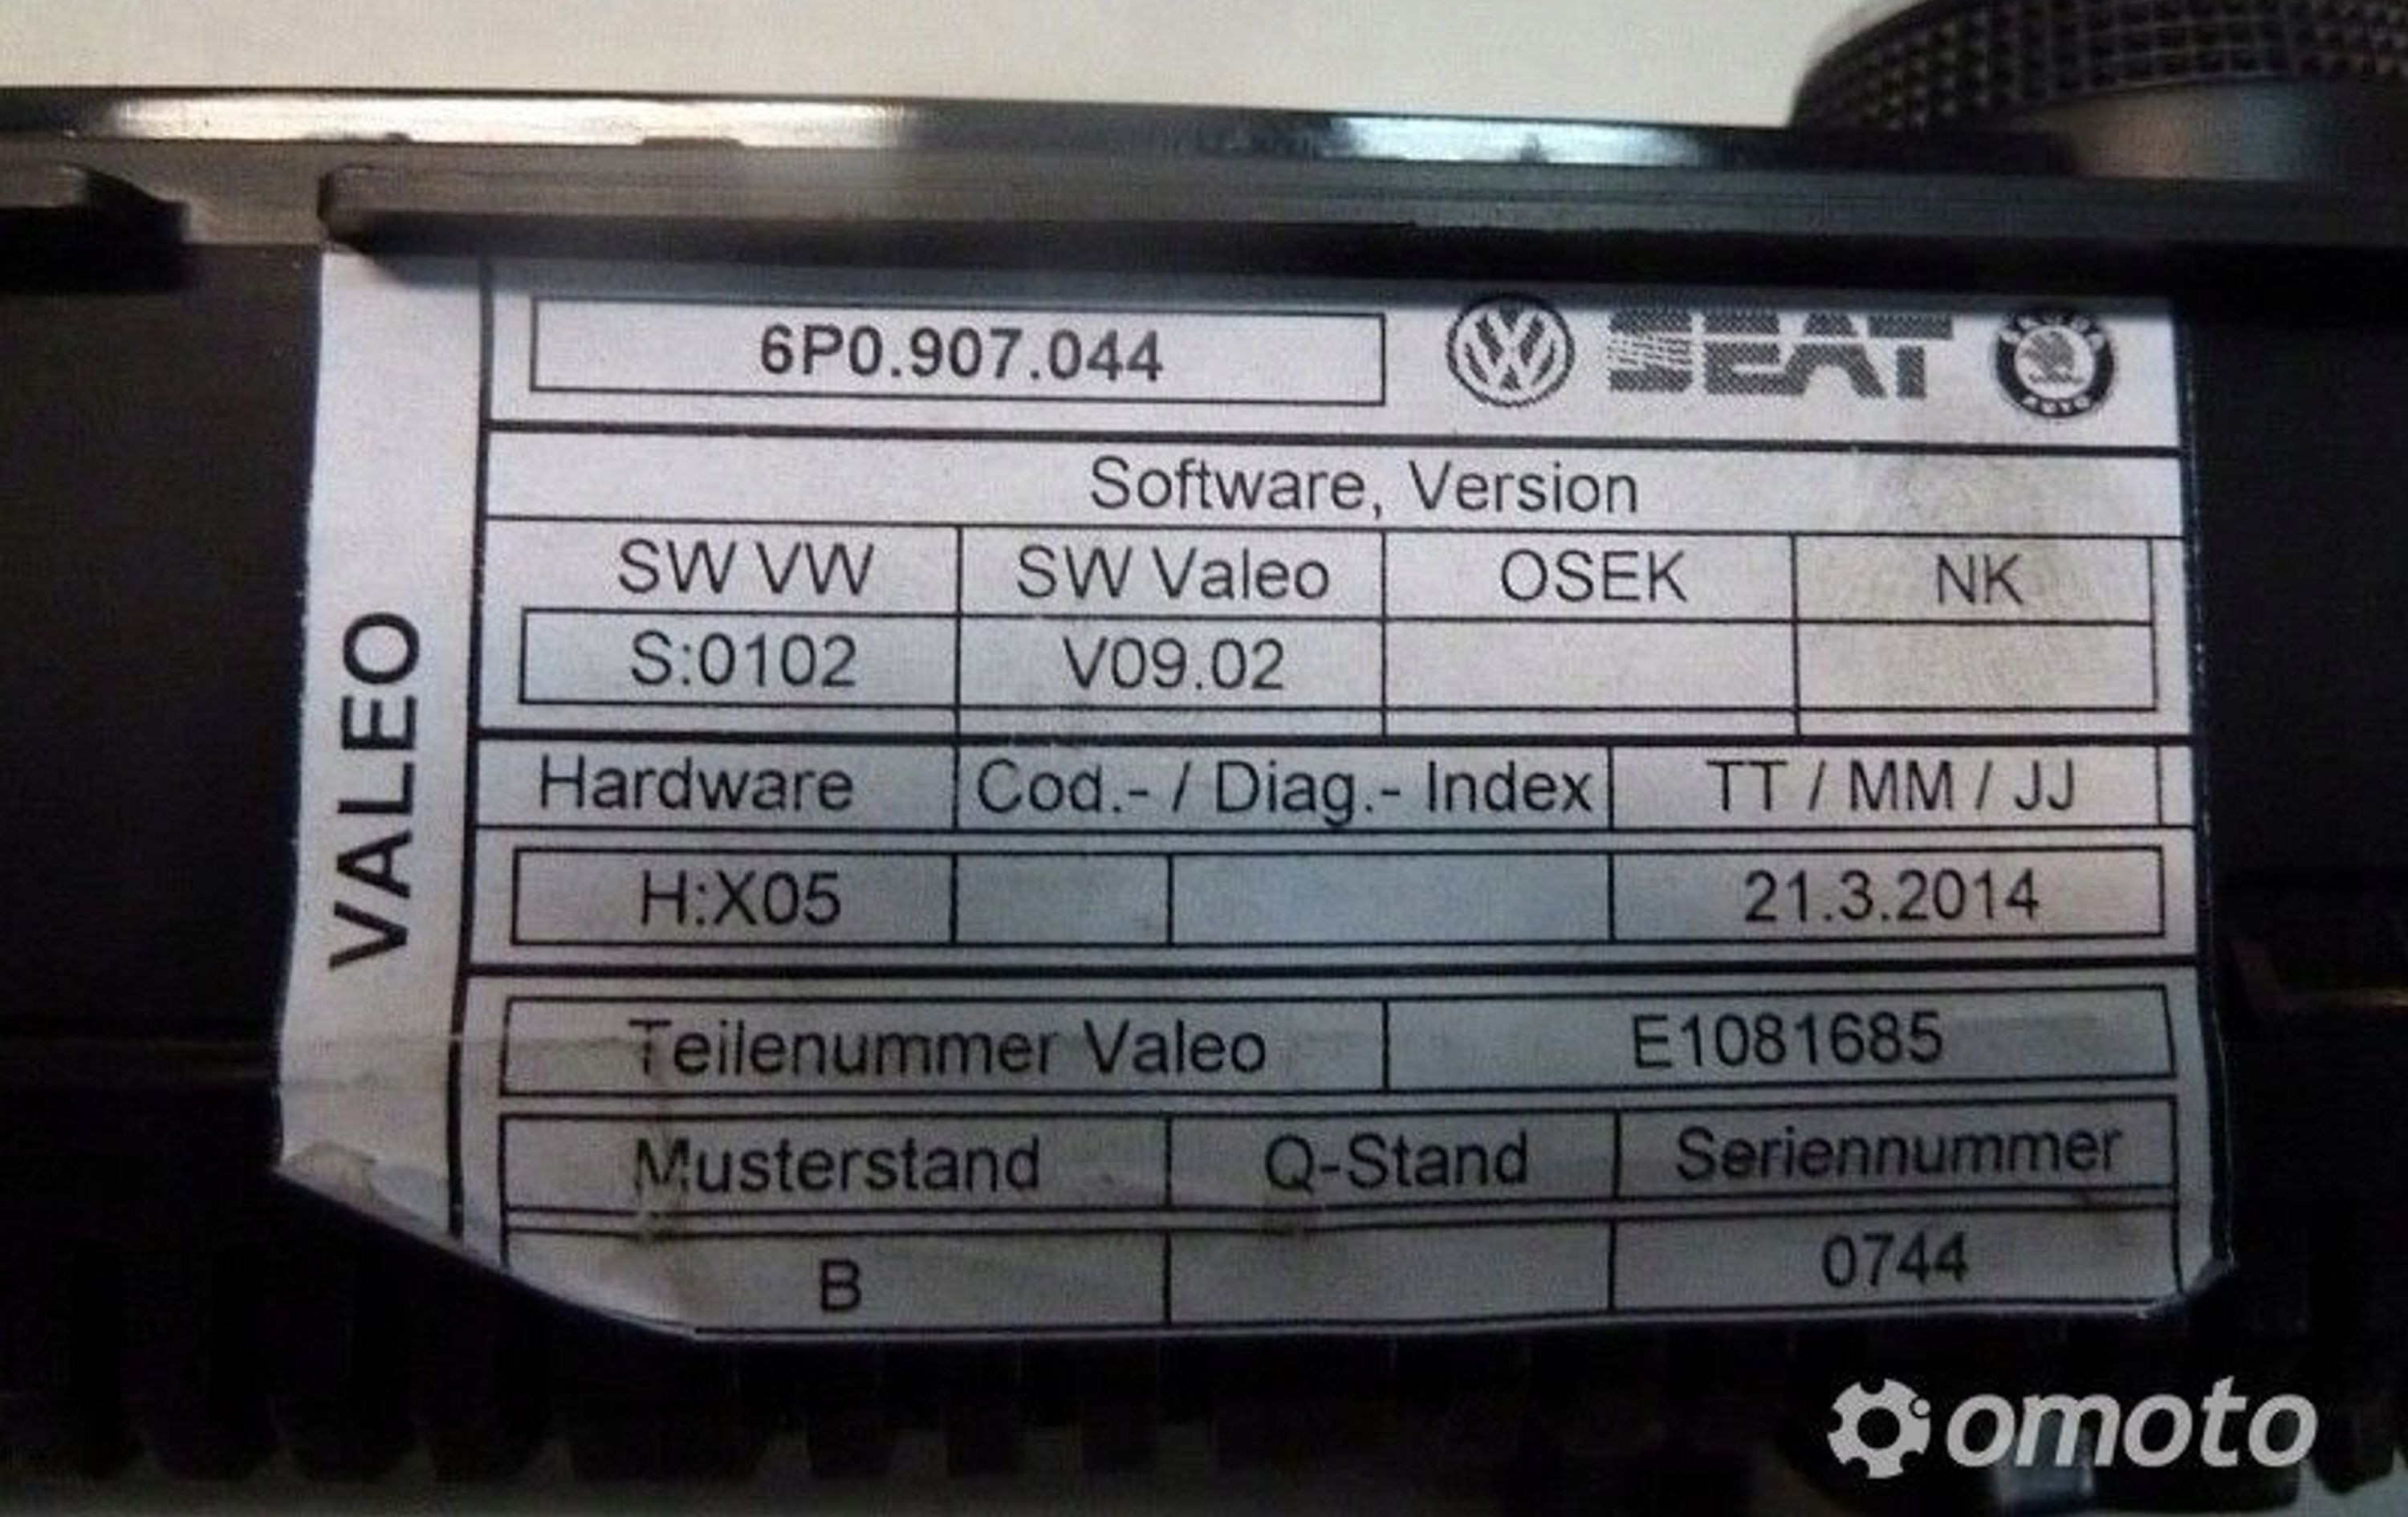 6P0.907.044
SEAT
Software, Version
SW VW SW Valeo OSEK NK
S:0102 V09.02
Hardware Cod.- / Diag.- Index TT / MM / JJ
H:X05 21.3.2014
Teilenummer Valeo E1081685
Musterstand Q-Stand Seriennummer
B 0744
VALEO
omoto